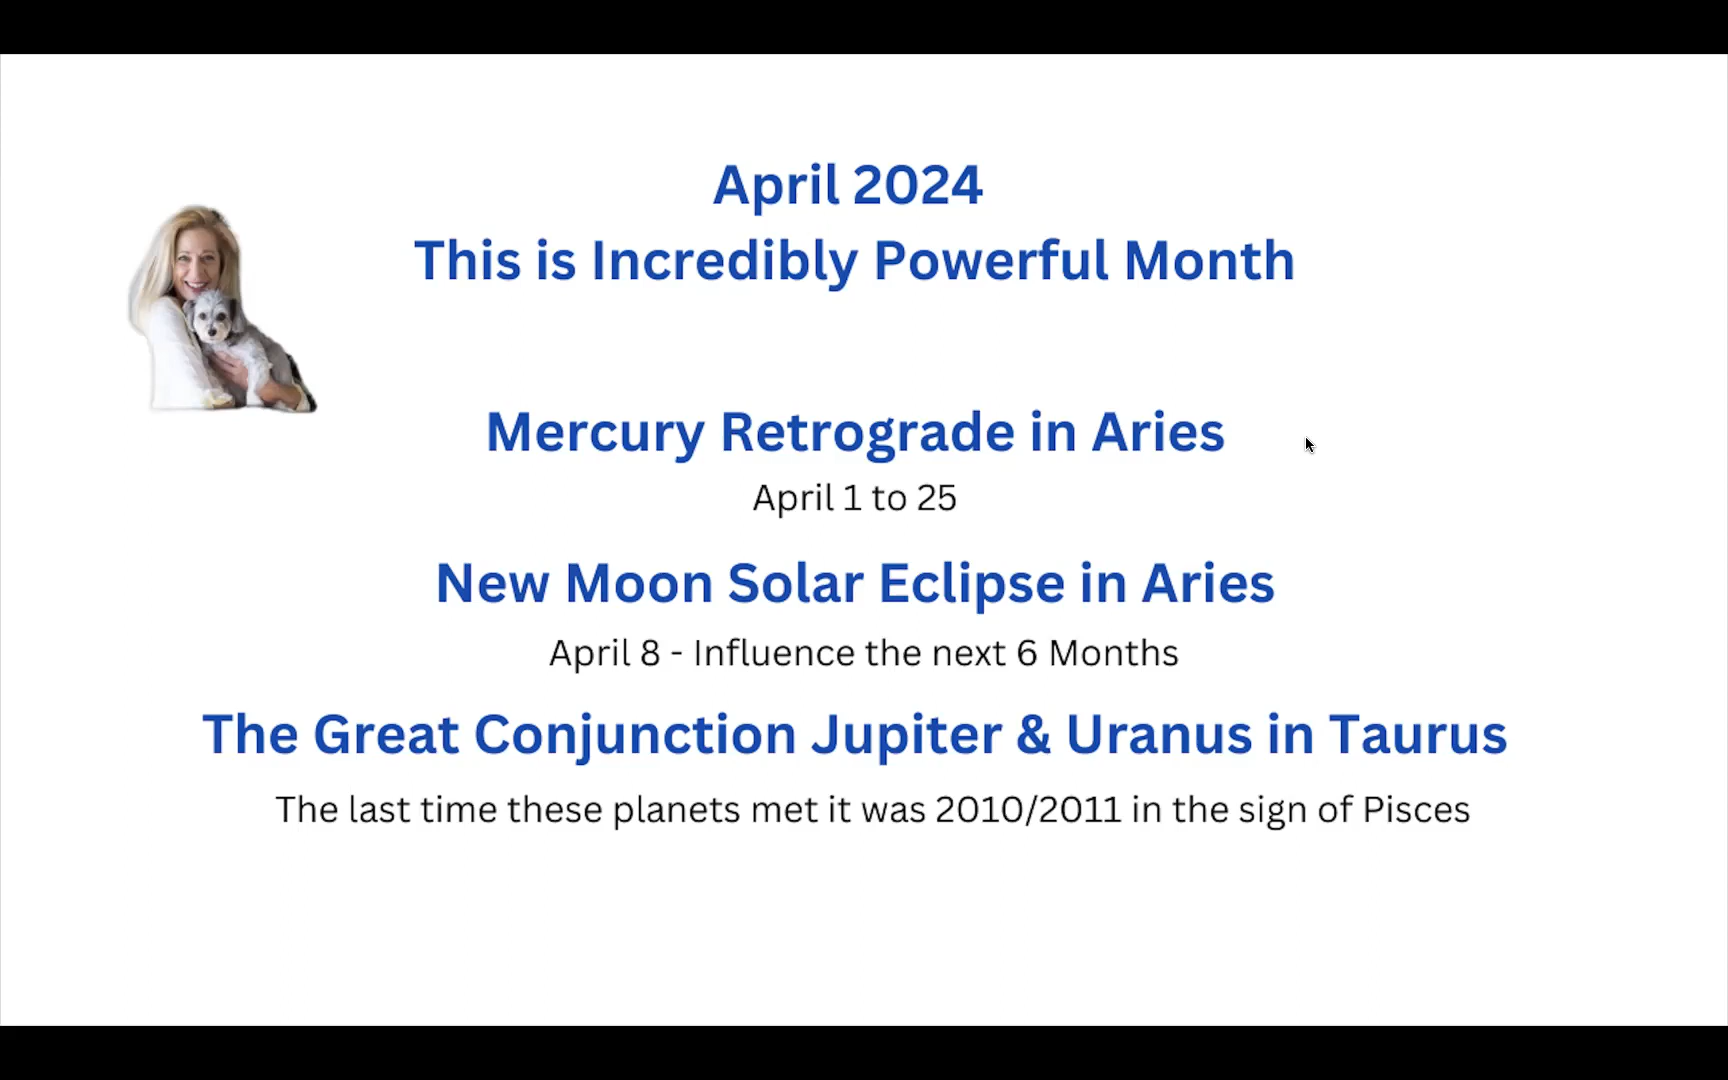 April 2024
This is Incredibly Powerful Month
Mercury Retrograde in Aries
April 1 to 25
New Moon Solar Eclipse in Aries
April 8 - Influence the next 6 Months
The Great Conjunction Jupiter & Uranus in Taurus
The last time these planets met it was 2010/2011 in the sign of Pisces